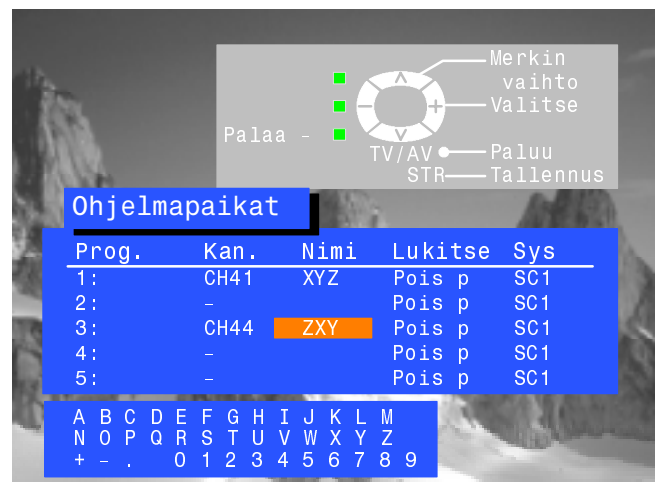 Merkin
vaihto
Valitse
Palaa -
TV/AV
Paluu
STR
Tallennus
Ohjelmapaikat
Prog. Kan. Nimi Lukitse Sys
1: CH41 XYZ Pois p SC1
2: - Pois p SC1
3: CH44 ZXY Pois p SC1
4: - Pois p SC1
5: - Pois p SC1
A B C D E F G H I J K L M
N O P Q R S T U V W X Y Z
+ - . 0 1 2 3 4 5 6 7 8 9